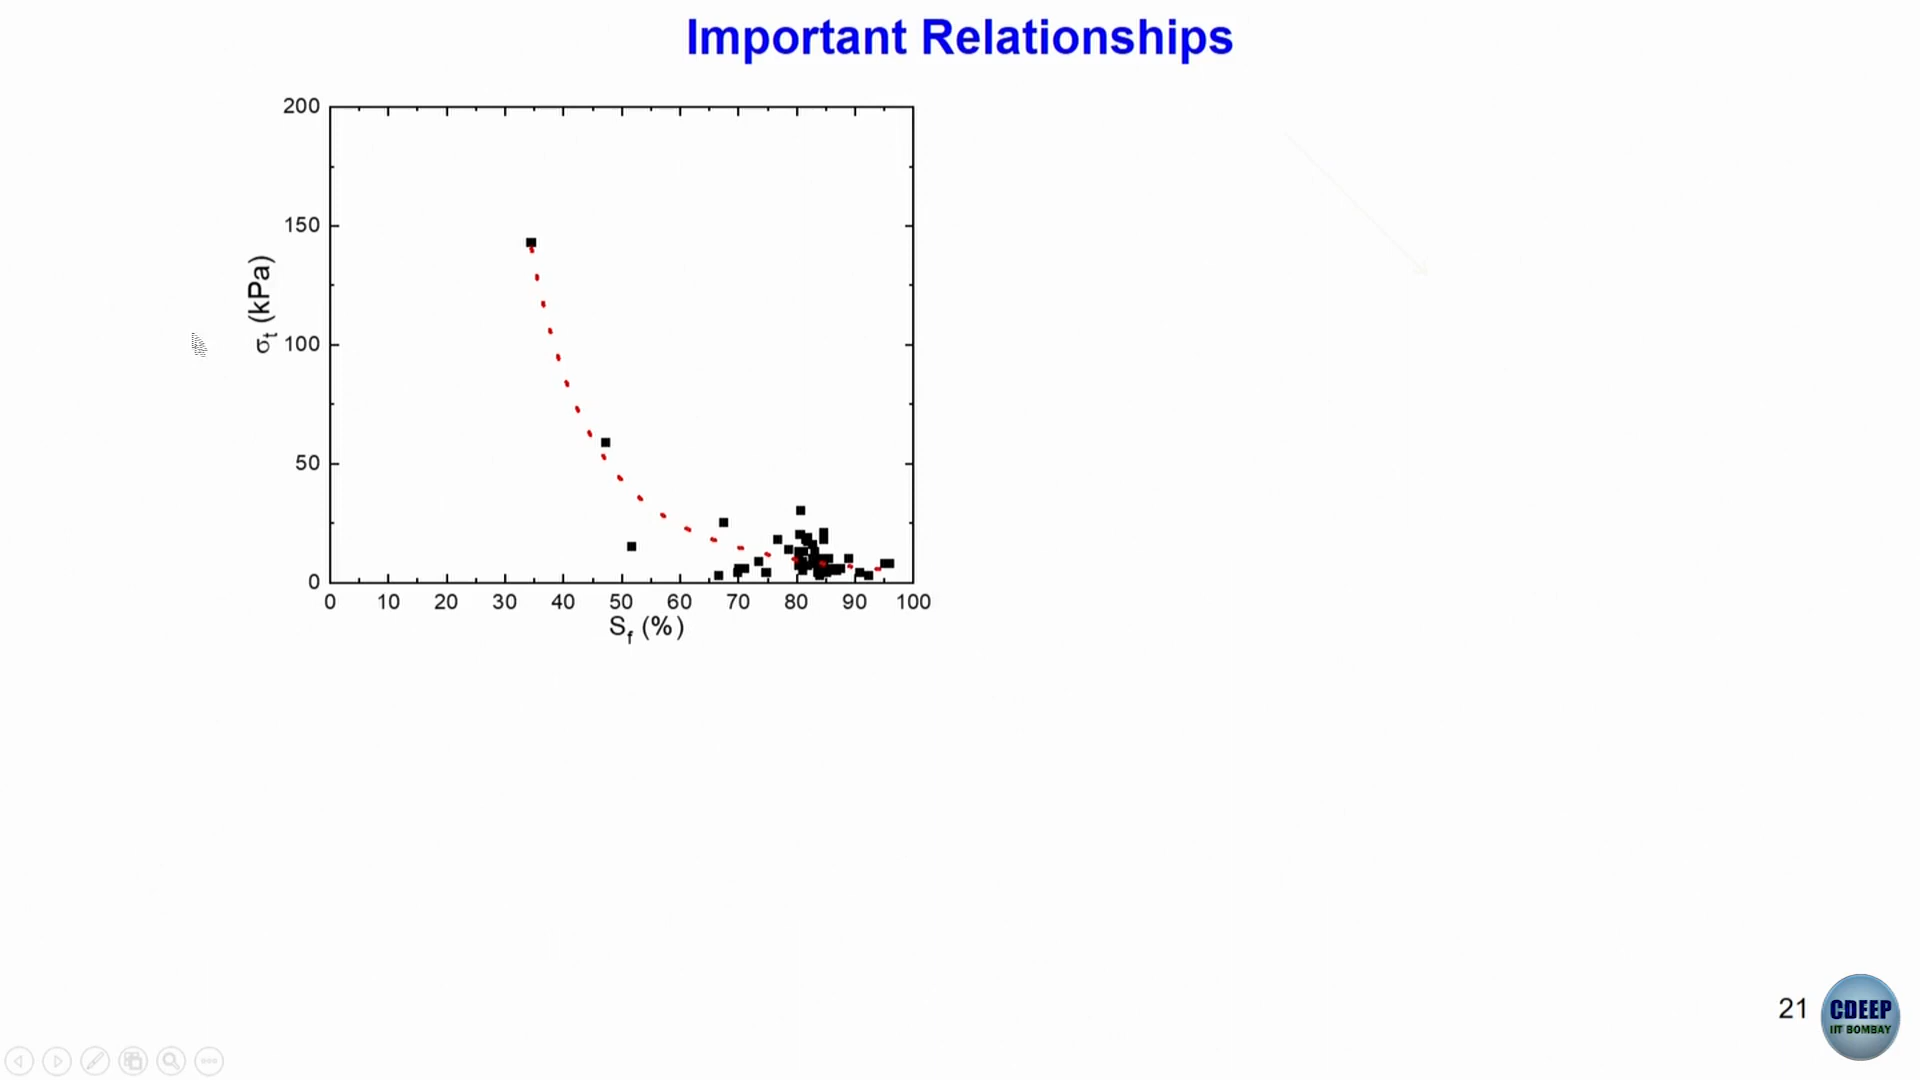 Important Relationships
200
150
100
50
0
σt (kPa)
0 10 20 30 40 50 60 70 80 90 100
Sf (%)
21
CDEEP
IIT BOMBAY